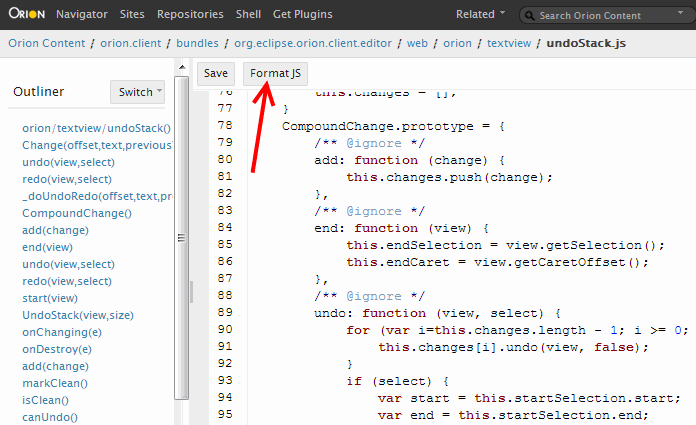 ORION Navigator Sites Repositories Shell Get Plugins Related Search Orion Content
Orion Content / orion.client / bundles / org.eclipse.orion.client.editor / web / orion / textview / undoStack.js
Save Format JS
Outliner Switch
orion/textview/undoStack()
Change(offset,text,previousT
undo(view,select)
redo(view,select)
_doUndoRedo(offset,text,pre
CompoundChange()
add(change)
end(view)
undo(view,select)
redo(view,select)
start(view)
UndoStack(view,size)
onChanging(e)
onDestroy(e)
add(change)
markClean()
isClean()
canUndo()
76 this.changes = [];
77 }
78 CompoundChange.prototype = {
79 /** @ignore */
80 add: function (change) {
81 this.changes.push(change);
82 },
83 /** @ignore */
84 end: function (view) {
85 this.endSelection = view.getSelection();
86 this.endCaret = view.getCaretOffset();
87 },
88 /** @ignore */
89 undo: function (view, select) {
90 for (var i=this.changes.length - 1; i >= 0;
91 this.changes[i].undo(view, false);
92 }
93 if (select) {
94 var start = this.startSelection.start;
95 var end = this.startSelection.end;